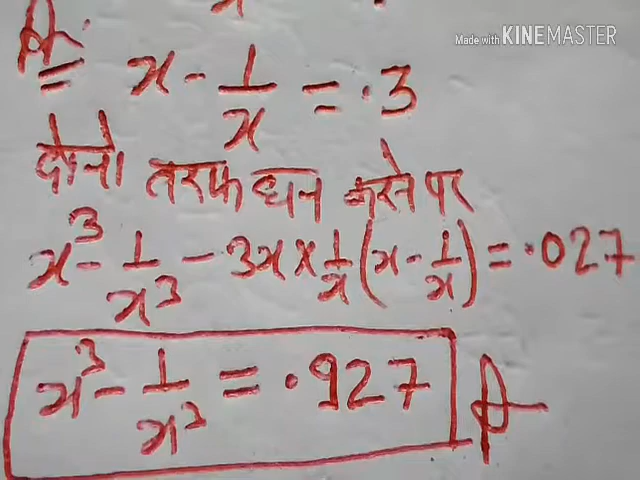 Made with KINEMASTER
x - 1/x = .3
दोनो तरफ घन करने पर
x³ - 1/x³ - 3x × 1/x (x - 1/x) = .027
x³ - 1/x³ = .927 A